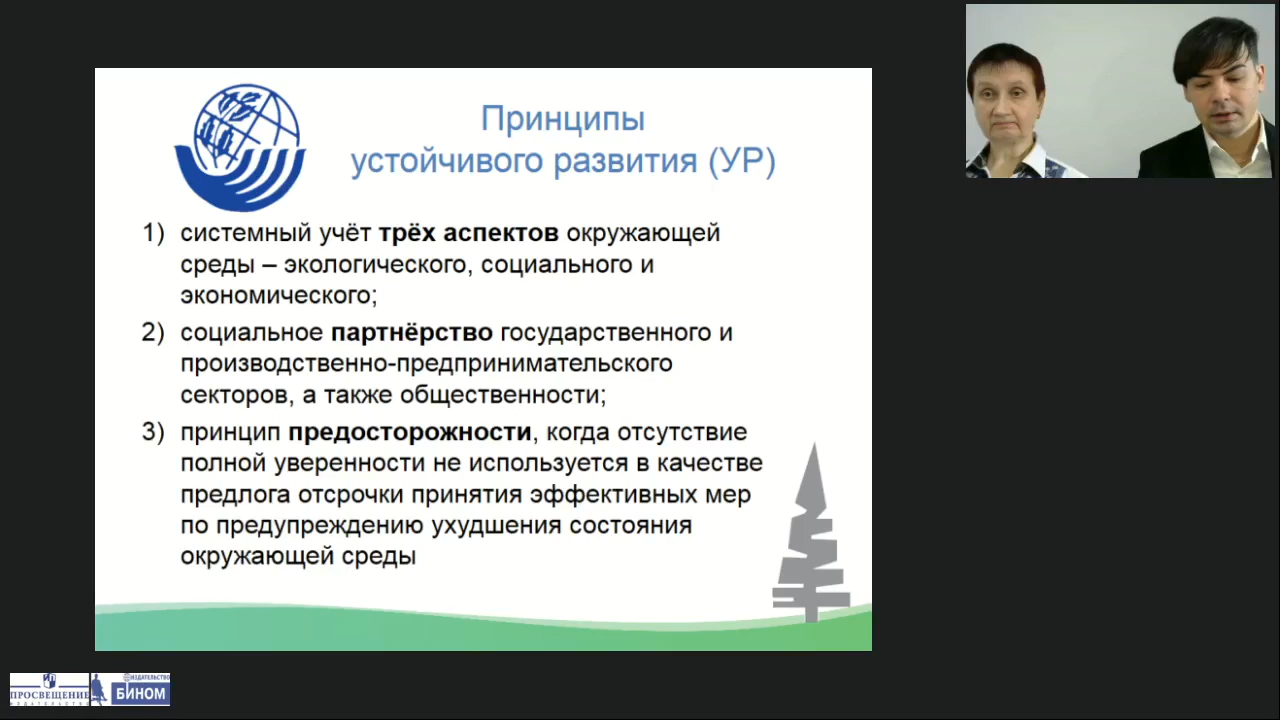 Принципы
устойчивого развития (УР)
1) системный учёт трёх аспектов окружающей
среды – экологического, социального и
экономического;
2) социальное партнёрство государственного и
производственно-предпринимательского
секторов, а также общественности;
3) принцип предосторожности, когда отсутствие
полной уверенности не используется в качестве
предлога отсрочки принятия эффективных мер
по предупреждению ухудшения состояния
окружающей среды
ПРОСВЕЩЕНИЕ
ИЗДАТЕЛЬСТВО
ИЗДАТЕЛЬСТВО
БИНОМ